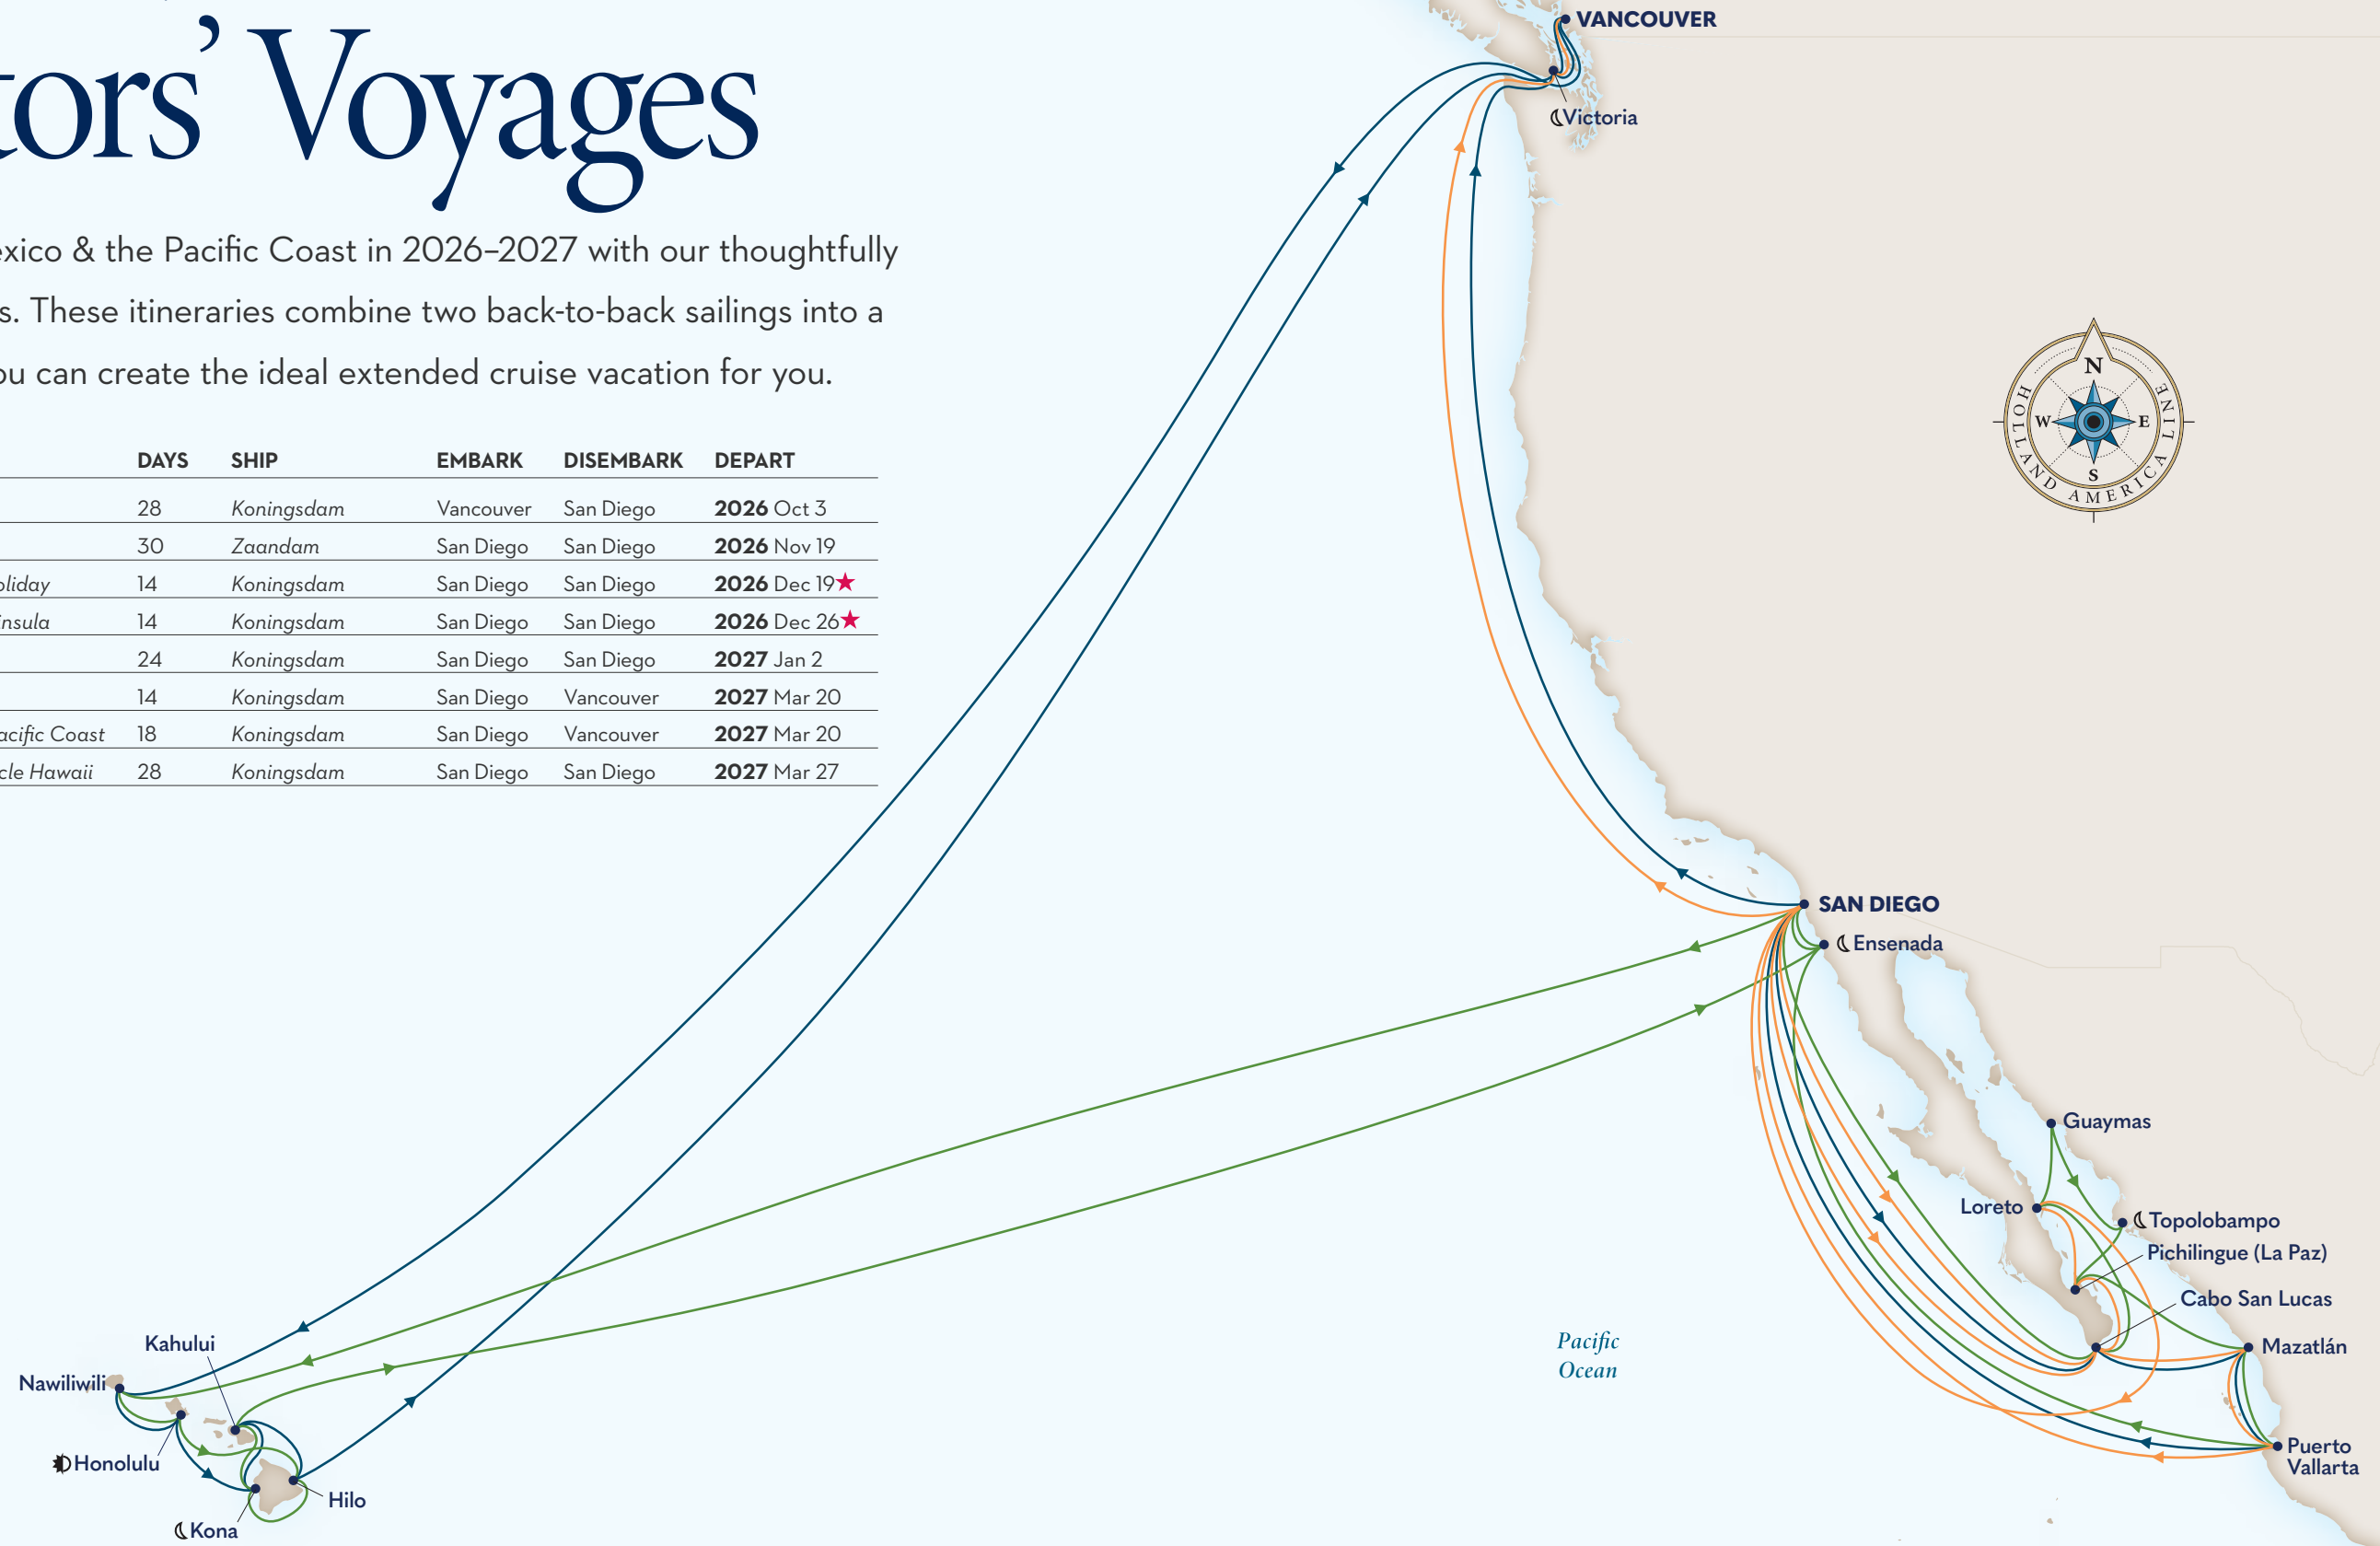 tors’ Voyages
exico & the Pacific Coast in 2026–2027 with our thoughtfully
s. These itineraries combine two back-to-back sailings into a
ou can create the ideal extended cruise vacation for you.
DAYS SHIP EMBARK DISEMBARK DEPART
28 Koningsdam Vancouver San Diego 2026 Oct 3
30 Zaandam San Diego San Diego 2026 Nov 19
oliday 14 Koningsdam San Diego San Diego 2026 Dec 19★
insula 14 Koningsdam San Diego San Diego 2026 Dec 26★
24 Koningsdam San Diego San Diego 2027 Jan 2
14 Koningsdam San Diego Vancouver 2027 Mar 20
acific Coast 18 Koningsdam San Diego Vancouver 2027 Mar 20
cle Hawaii 28 Koningsdam San Diego San Diego 2027 Mar 27
VANCOUVER
Victoria
N
W E
S
HOLLAND AMERICA LINE
SAN DIEGO
Ensenada
Guaymas
Loreto
Topolobampo
Pichilingue (La Paz)
Cabo San Lucas
Mazatlán
Puerto
Vallarta
Pacific
Ocean
Kahului
Nawiliwili
Honolulu
Hilo
Kona